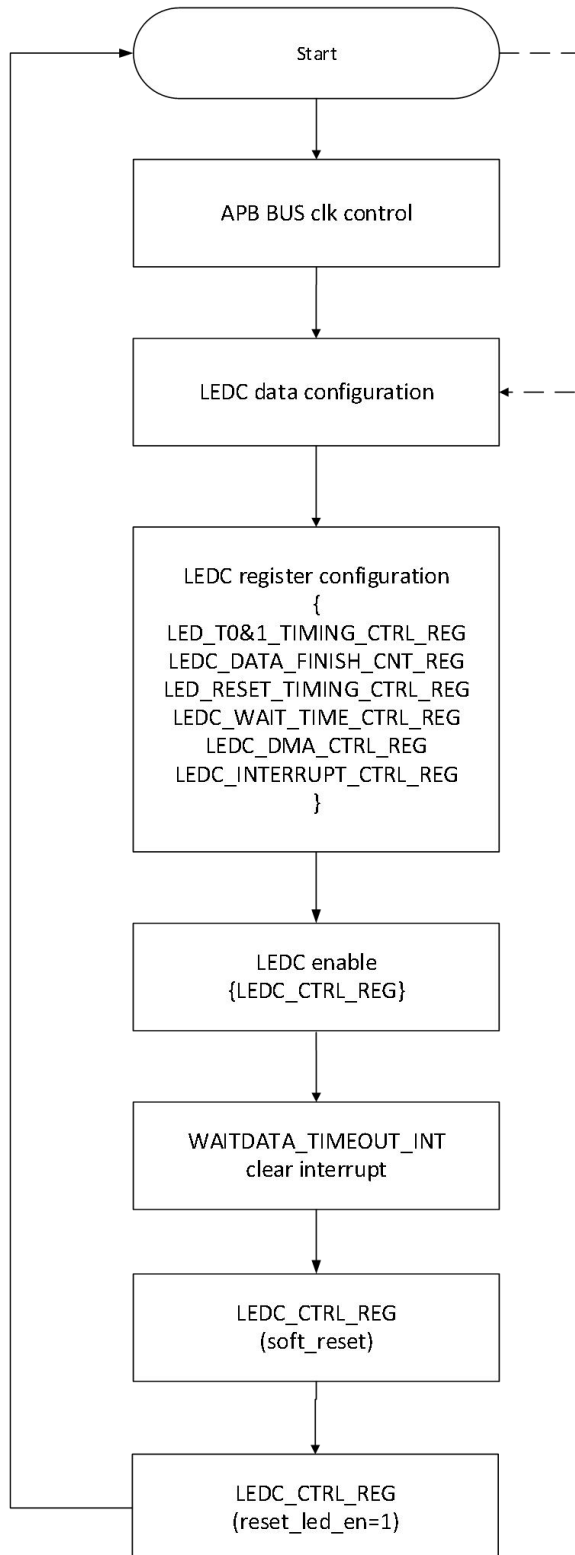 Start
APB BUS clk control
LEDC data configuration
LEDC register configuration
{
LED_T0&1_TIMING_CTRL_REG
LEDC_DATA_FINISH_CNT_REG
LED_RESET_TIMING_CTRL_REG
LEDC_WAIT_TIME_CTRL_REG
LEDC_DMA_CTRL_REG
LEDC_INTERRUPT_CTRL_REG
}
LEDC enable
{LEDC_CTRL_REG}
WAITDATA_TIMEOUT_INT
clear interrupt
LEDC_CTRL_REG
(soft_reset)
LEDC_CTRL_REG
(reset_led_en=1)